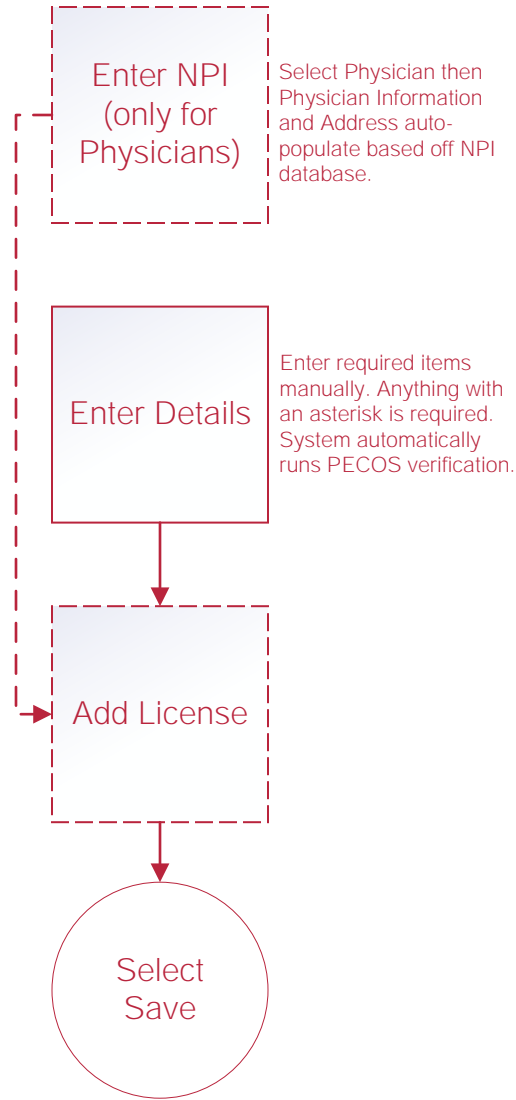 Enter NPI
(only for
Physicians)
Select Physician then
Physician Information
and Address auto-
populate based off NPI
database.
Enter Details
Enter required items
manually. Anything with
an asterisk is required.
System automatically
runs PECOS verification.
Add License
Select
Save